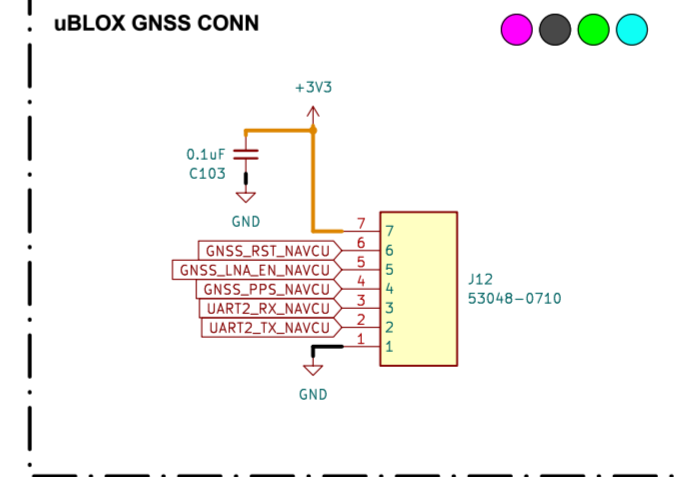 uBLOX GNSS CONN
+3V3
0.1uF
C103
GND
7
7
GNSS_RST_NAVCU
6
6
GNSS_LNA_EN_NAVCU
5
5
GNSS_PPS_NAVCU
4
4
UART2_RX_NAVCU
3
3
UART2_TX_NAVCU
2
2
1
1
J12
53048-0710
GND